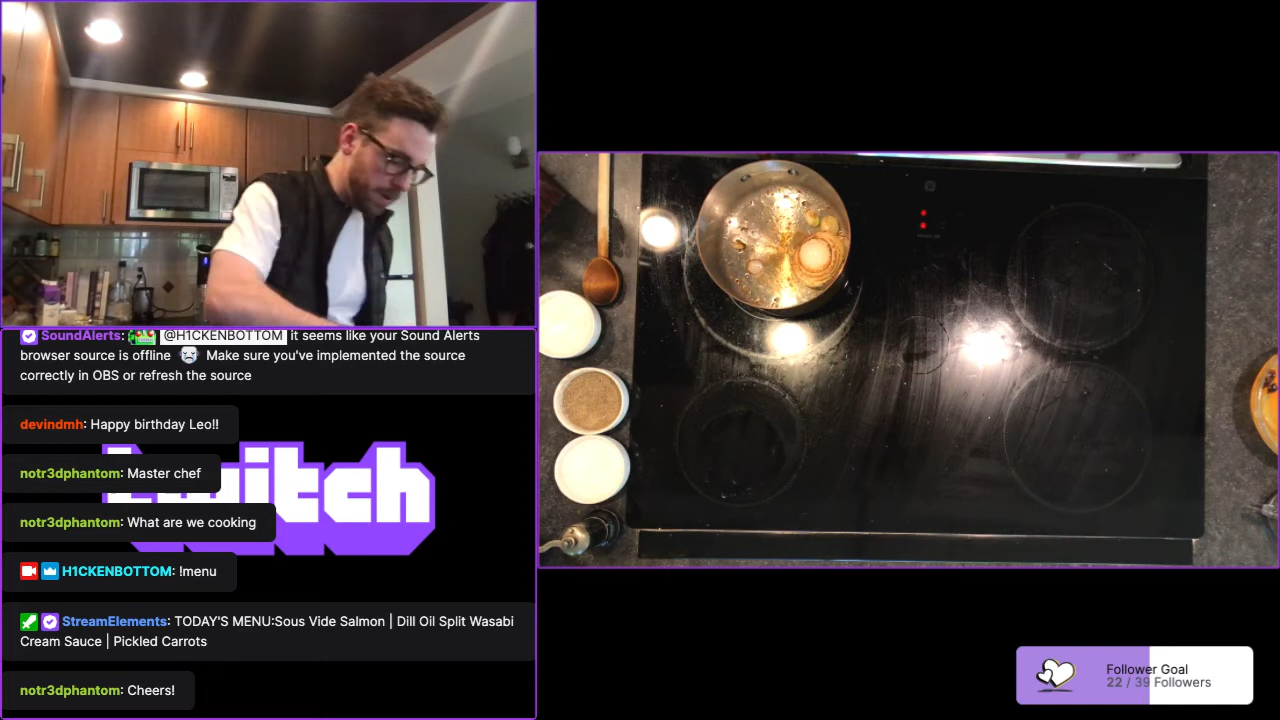 SoundAlerts: @H1CKENBOTTOM it seems like your Sound Alerts
browser source is offline Make sure you've implemented the source
correctly in OBS or refresh the source
devindmh: Happy birthday Leo!!
notr3dphantom: Master chef
notr3dphantom: What are we cooking
twitch
H1CKENBOTTOM: !menu
StreamElements: TODAY'S MENU:Sous Vide Salmon | Dill Oil Split Wasabi
Cream Sauce | Pickled Carrots
notr3dphantom: Cheers!
Follower Goal
22 / 39 Followers